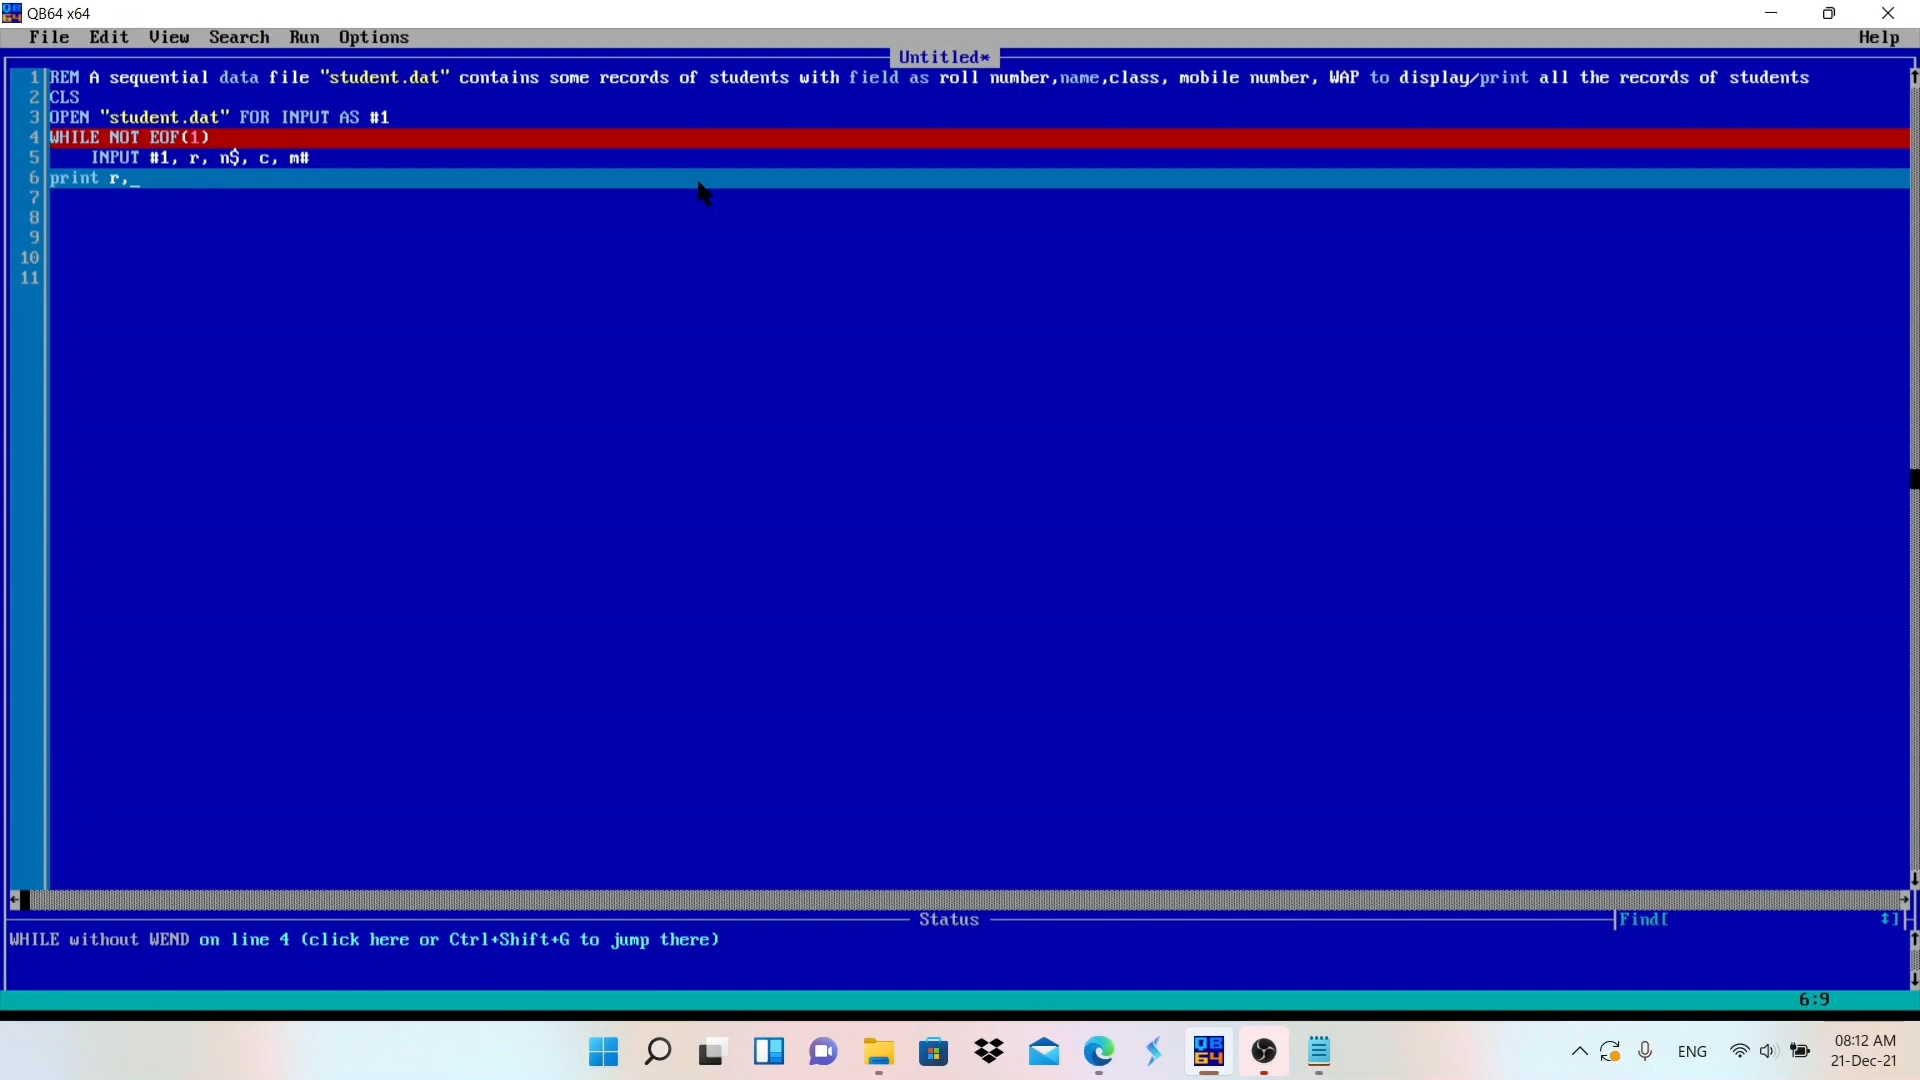 QB64 x64
File Edit View Search Run Options Help
Untitled*
1 REM A sequential data file "student.dat" contains some records of students with field as roll number,name,class, mobile number, WAP to display/print all the records of students
2 CLS
3 OPEN "student.dat" FOR INPUT AS #1
4 WHILE NOT EOF(1)
5 INPUT #1, r, n$, c, m#
6 print r,_
7
8
9
10
11
Status
Find[ ]
WHILE without WEND on line 4 (click here or Ctrl+Shift+G to jump there)
6:9
ENG
08:12 AM
21-Dec-21